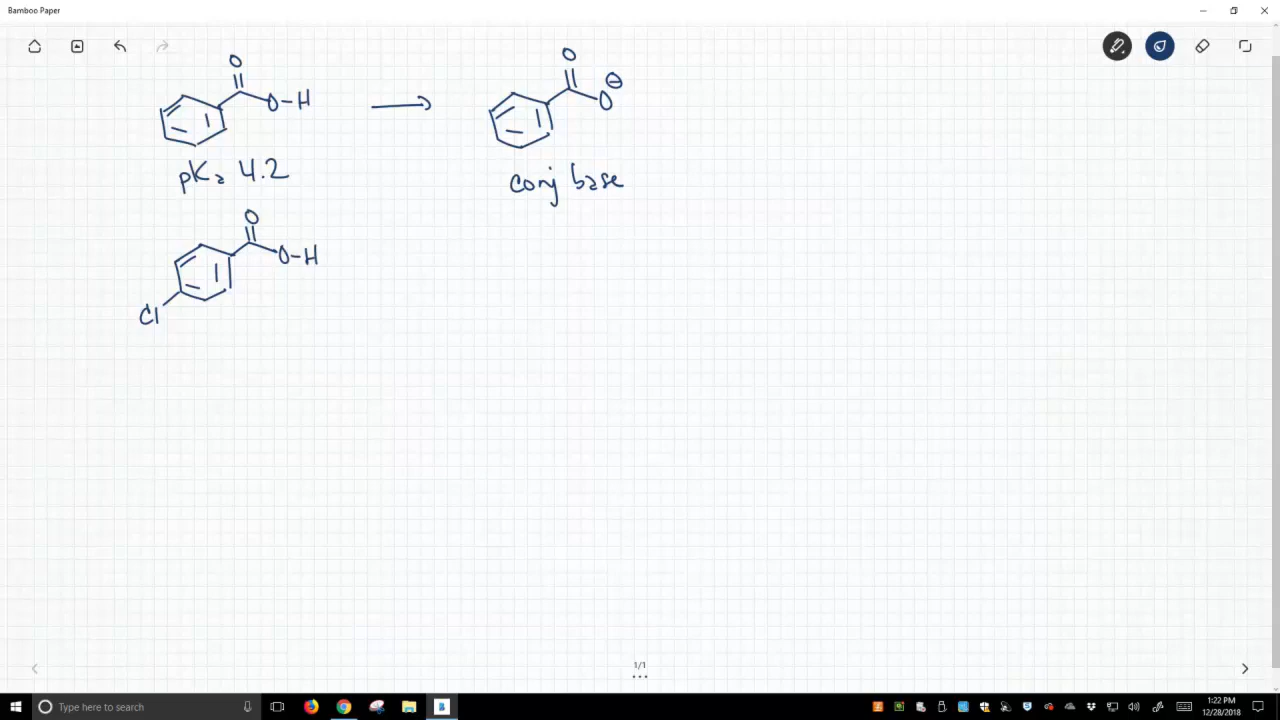 Bamboo Paper
O
O-H
O
⊖
O
pKa 4.2
conj base
O
O-H
Cl
1/1
Type here to search
1:22 PM
12/28/2018